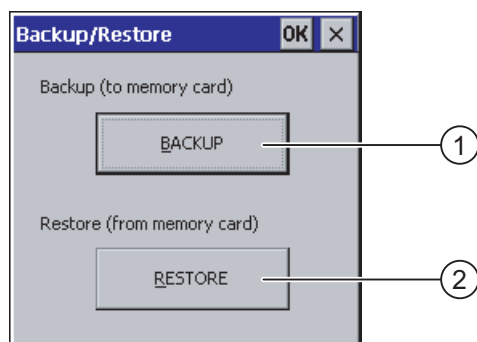 Backup/Restore OK ×
Backup (to memory card)
BACKUP
1
Restore (from memory card)
RESTORE
2